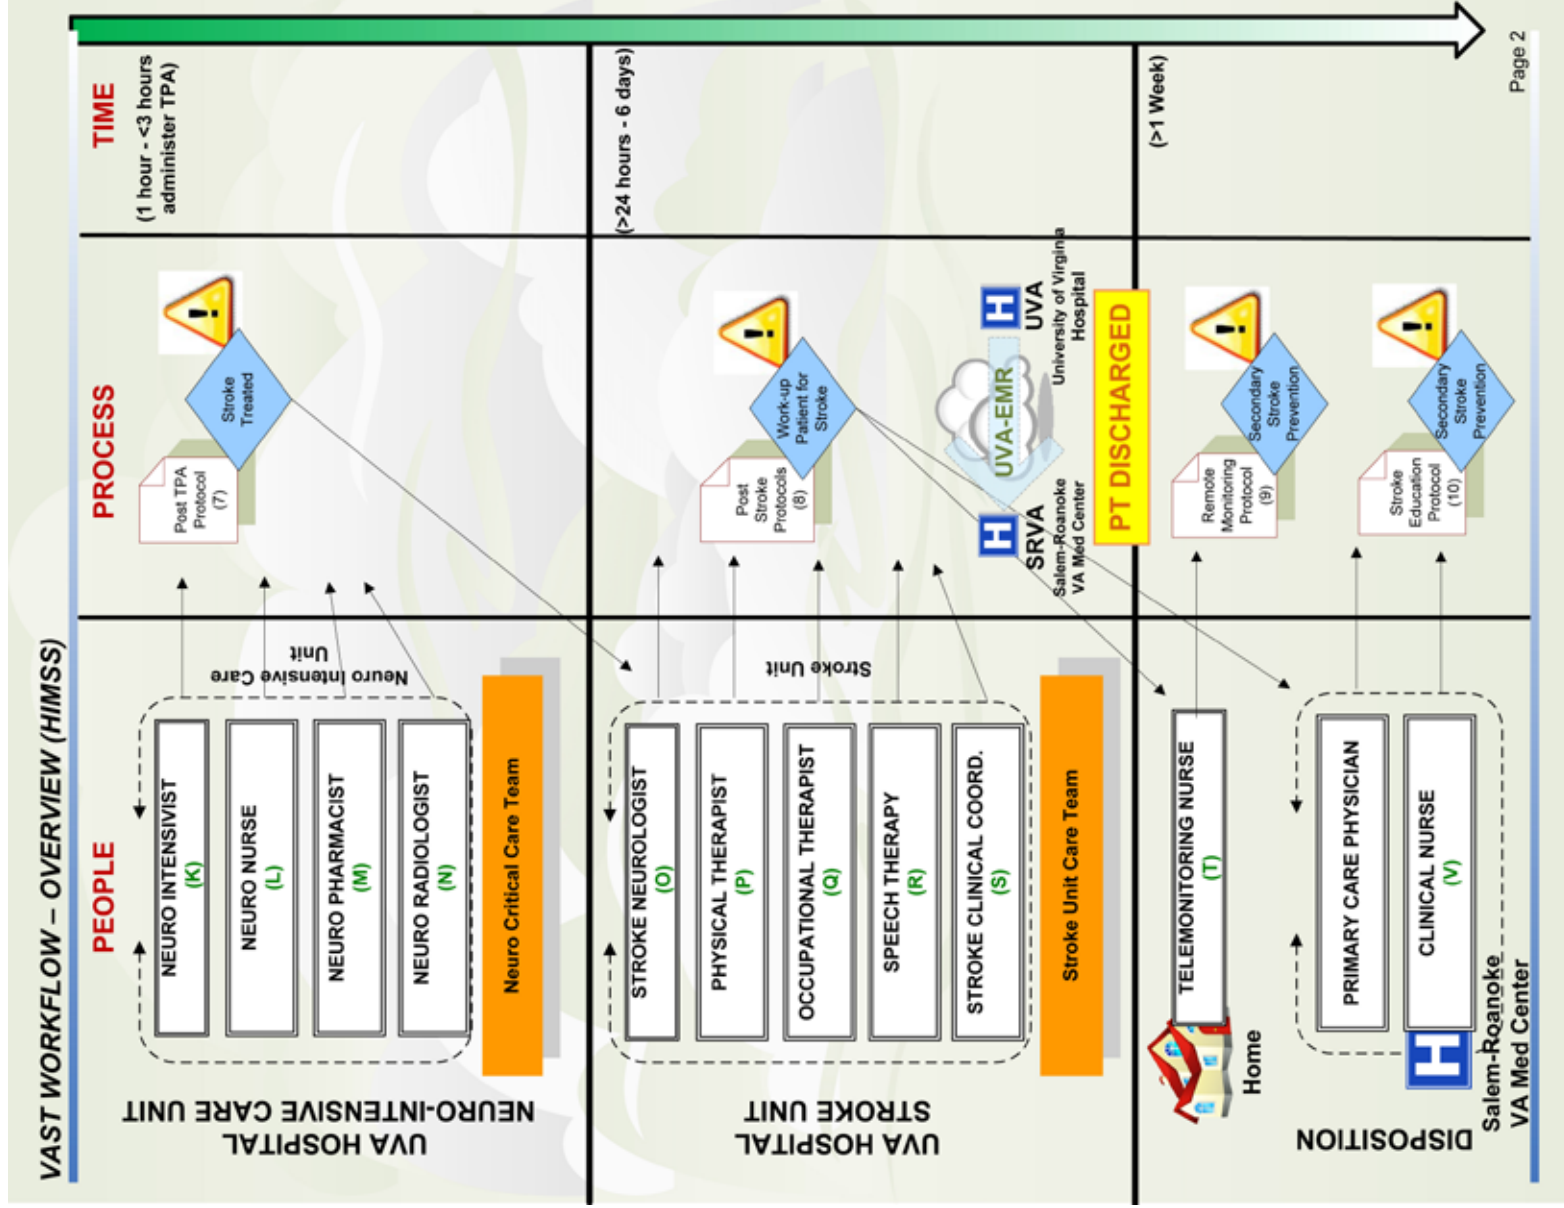 VAST WORKFLOW – OVERVIEW (HIMSS)
PEOPLE
PROCESS
TIME
UVA HOSPITAL
NEURO-INTENSIVE CARE UNIT
NEURO INTENSIVIST
(K)
NEURO NURSE
(L)
NEURO PHARMACIST
(M)
NEURO RADIOLOGIST
(N)
Neuro Critical Care Team
Neuro Intensive Care
Unit
Post TPA
Protocol
(7)
Stroke
Treated
(1 hour - <3 hours
administer TPA)
UVA HOSPITAL
STROKE UNIT
STROKE NEUROLOGIST
(O)
PHYSICAL THERAPIST
(P)
OCCUPATIONAL THERAPIST
(Q)
SPEECH THERAPY
(R)
STROKE CLINICAL COORD.
(S)
Stroke Unit Care Team
Stroke Unit
Post
Stroke
Protocols
(8)
Work-up
Patient for
Stroke
(>24 hours - 6 days)
H
SRVA
Salem-Roanoke
VA Med Center
UVA-EMR
H
UVA
University of Virginia
Hospital
PT DISCHARGED
DISPOSITION
Home
TELEMONITORING NURSE
(T)
Remote
Monitoring
Protocol
(9)
Secondary
Stroke
Prevention
(>1 Week)
PRIMARY CARE PHYSICIAN
CLINICAL NURSE
(V)
H
Salem-Roanoke
VA Med Center
Stroke
Education
Protocol
(10)
Secondary
Stroke
Prevention
Page 2